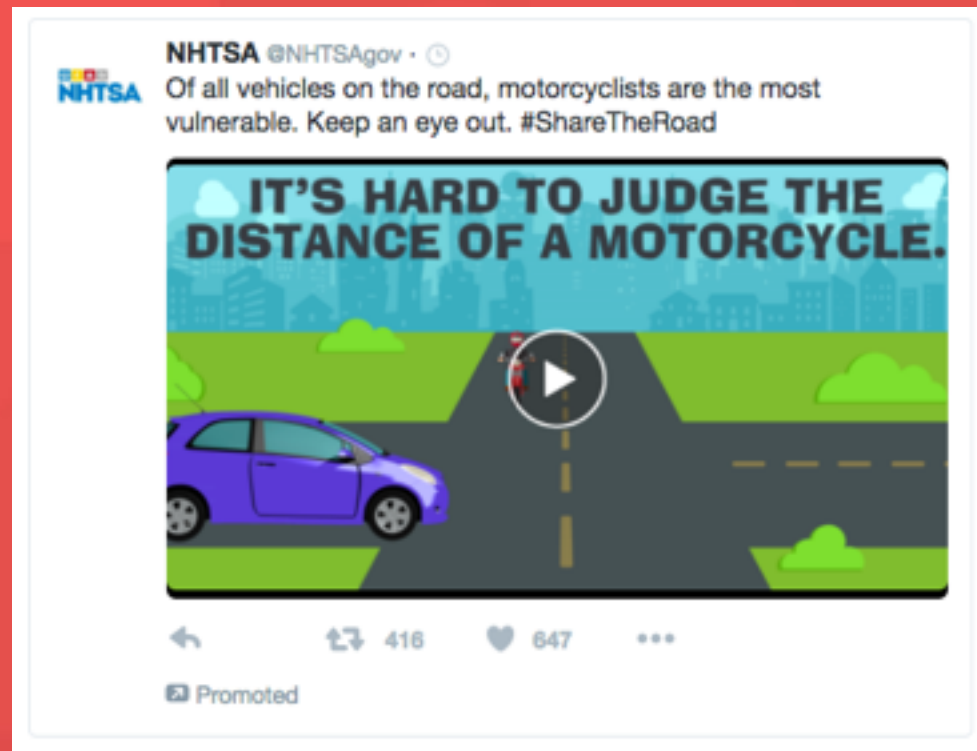 NHTSA @NHTSAgov ·
NHTSA
Of all vehicles on the road, motorcyclists are the most
vulnerable. Keep an eye out. #ShareTheRoad
IT'S HARD TO JUDGE THE
DISTANCE OF A MOTORCYCLE.
416 647
Promoted